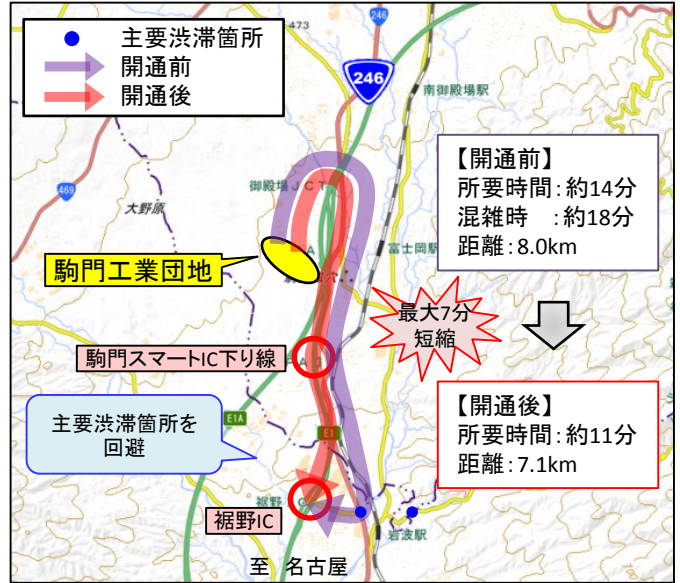 主要渋滞箇所
開通前
開通後
473
246
南御殿場駅
469
御殿場JCT
大野原
【開通前】
所要時間：約14分
混雑時　：約18分
距離：8.0km
富士岡駅
駒門工業団地
最大7分
短縮
駒門スマートIC下り線
【開通後】
所要時間：約11分
距離：7.1km
主要渋滞箇所を
回避
E1A
E1
裾野
裾野IC
岩波駅
至 名古屋